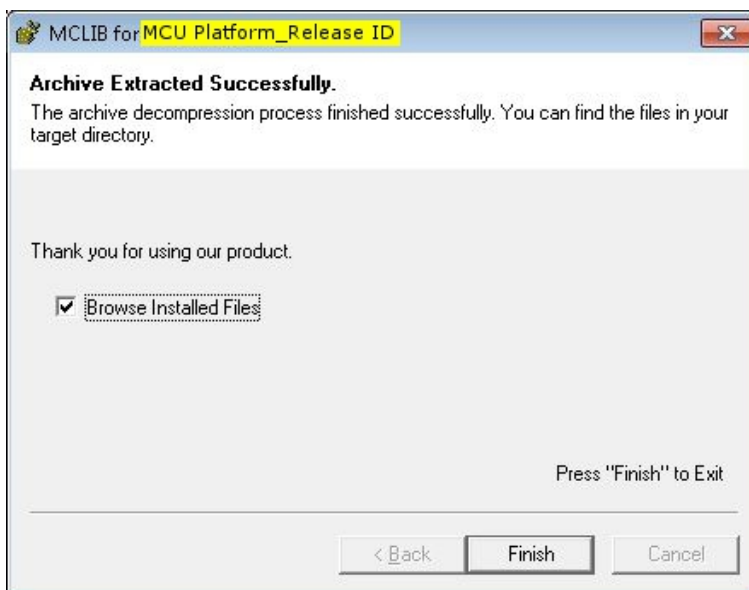 MCLIB for MCU Platform_Release ID
Archive Extracted Successfully.
The archive decompression process finished successfully. You can find the files in your
target directory.
Thank you for using our product.
Browse Installed Files
Press "Finish" to Exit
< Back Finish Cancel